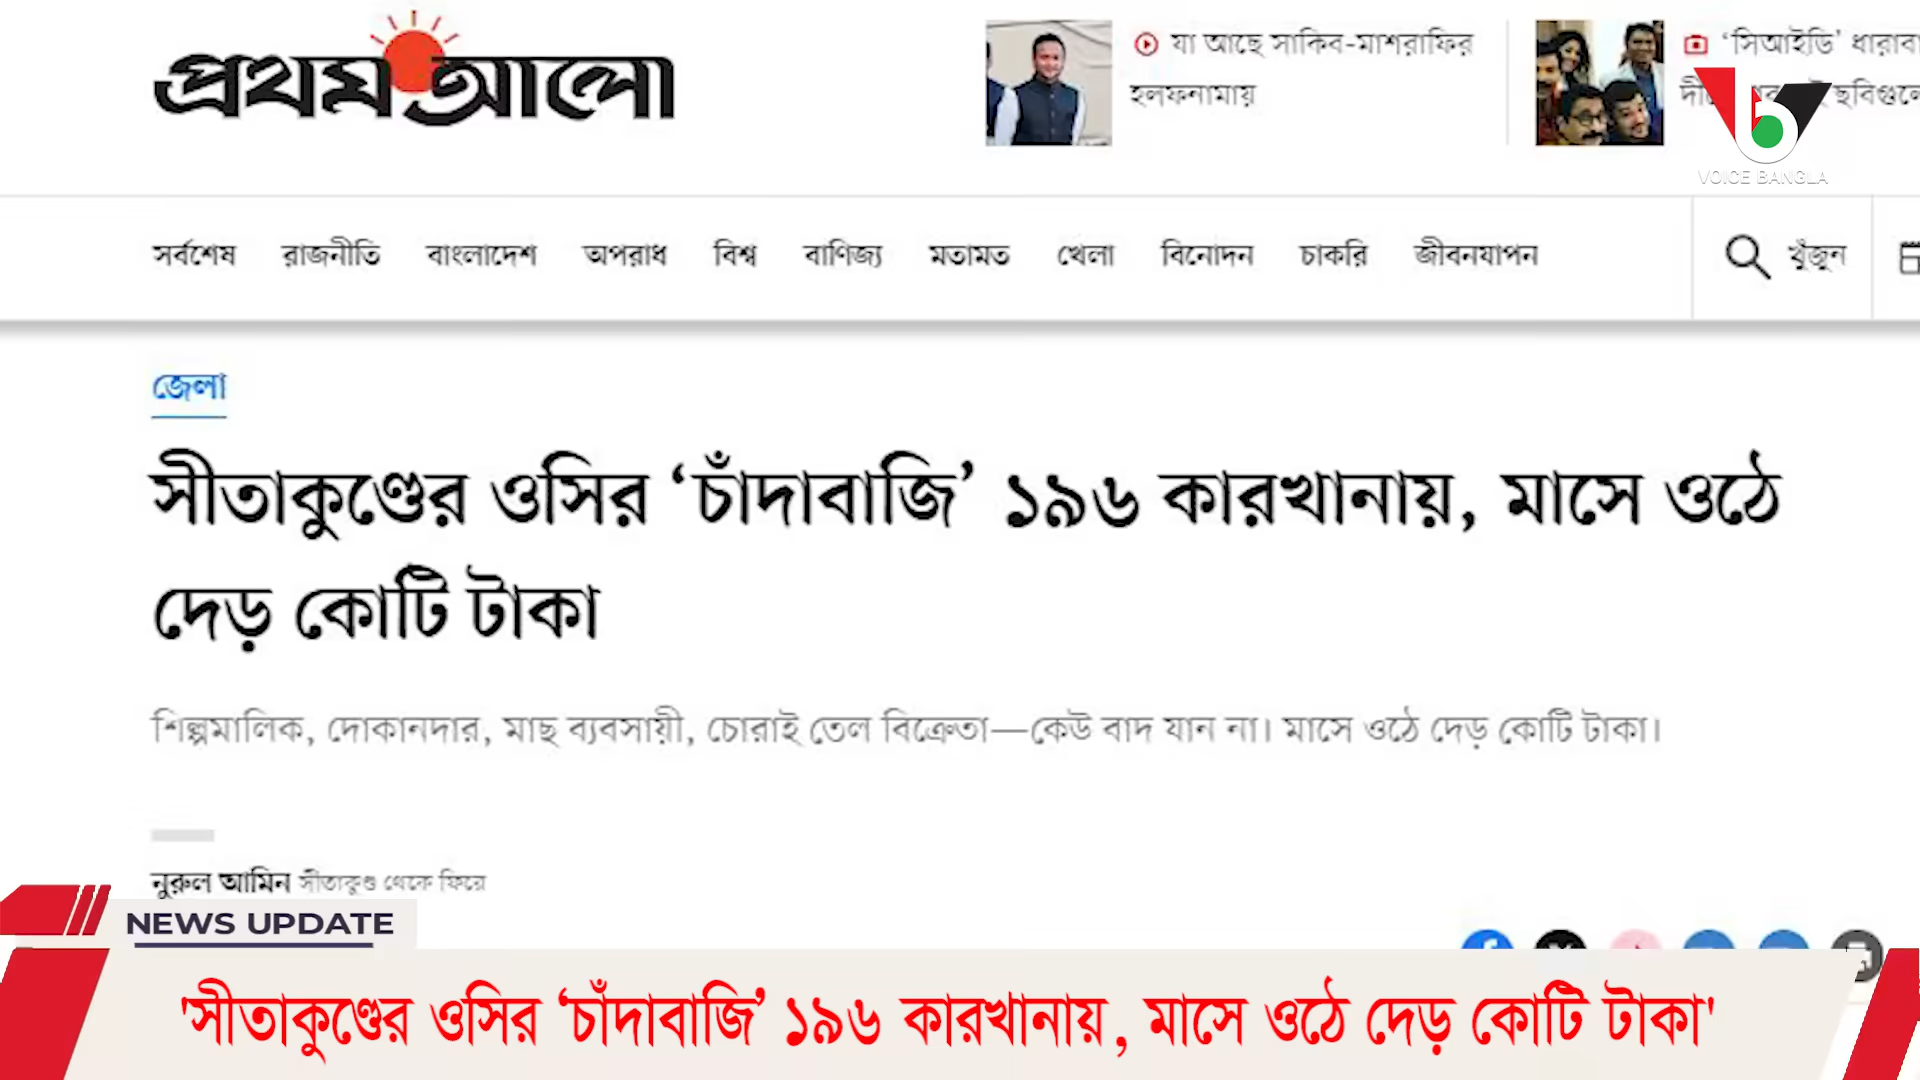 প্রথম আলো
যা আছে সাকিব-মাশরাফির
হলফনামায়
‘সিআইডি’
ছবিগুলো
VOICE BANGLA
সর্বশেষ রাজনীতি বাংলাদেশ অপরাধ বিশ্ব বাণিজ্য মতামত খেলা বিনোদন চাকরি জীবনযাপন খুঁজুন
জেলা
সীতাকুণ্ডের ওসির ‘চাঁদাবাজি’ ১৯৬ কারখানায়, মাসে ওঠে
দেড় কোটি টাকা
শিল্পমালিক, দোকানদার, মাছ ব্যবসায়ী, চোরাই তেল বিক্রেতা—কেউ বাদ যান না। মাসে ওঠে দেড় কোটি টাকা।
নুরুল আমিন সীতাকুণ্ড থেকে ফিরে
NEWS UPDATE
'সীতাকুণ্ডের ওসির ‘চাঁদাবাজি’ ১৯৬ কারখানায়, মাসে ওঠে দেড় কোটি টাকা'